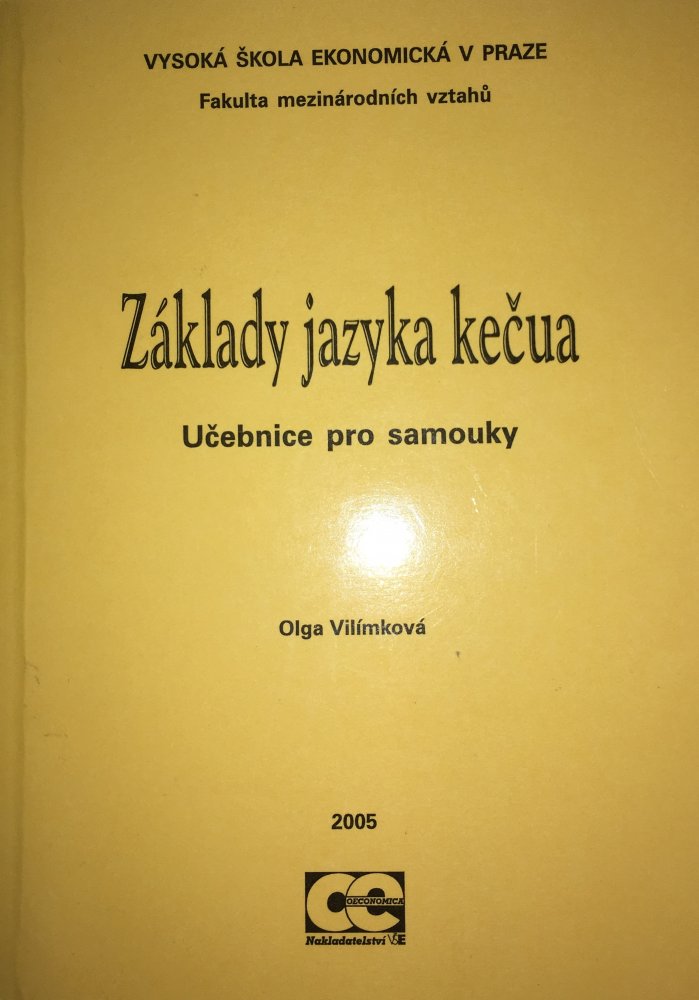 VYSOKÁ ŠKOLA EKONOMICKÁ V PRAZE
Fakulta mezinárodních vztahů
Základy jazyka kečua
Učebnice pro samouky
Olga Vilímková
2005
OECONOMICA
Nakladatelství VŠE